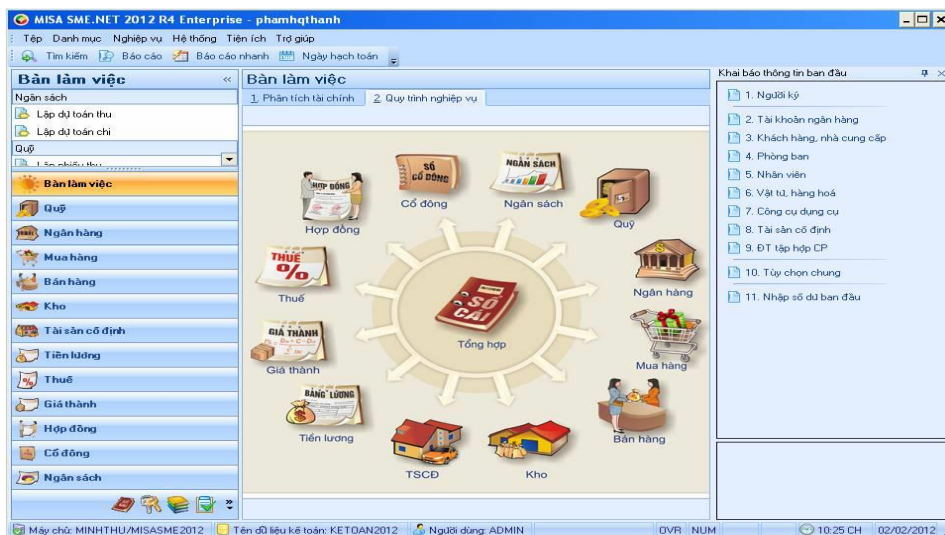 MISA SME.NET 2012 R4 Enterprise - phamhqthanh
Tệp Danh mục Nghiệp vụ Hệ thống Tiện ích Trợ giúp
Tìm kiếm Báo cáo Báo cáo nhanh Ngày hạch toán
Bàn làm việc «
Ngân sách
Lập dự toán thu
Lập dự toán chi
Quỹ
Lập phiếu thu
Bàn làm việc
Quỹ
Ngân hàng
Mua hàng
Bán hàng
Kho
Tài sản cố định
Tiền lương
Thuế
Giá thành
Hợp đồng
Cổ đông
Ngân sách
Bàn làm việc
1. Phân tích tài chính 2. Quy trình nghiệp vụ
HỢP ĐỒNG
Hợp đồng
SỔ CỔ ĐÔNG
Cổ đông
NGÂN SÁCH
Ngân sách
Quỹ
THUẾ %
Thuế
Ngân hàng
SỔ CÁI
Tổng hợp
GIÁ THÀNH
Giá thành
Mua hàng
BẢNG LƯƠNG
Tiền lương
Bán hàng
TSCĐ
Kho
Khai báo thông tin ban đầu
1. Người ký
2. Tài khoản ngân hàng
3. Khách hàng, nhà cung cấp
4. Phòng ban
5. Nhân viên
6. Vật tư, hàng hoá
7. Công cụ dụng cụ
8. Tài sản cố định
9. ĐT tập hợp CP
10. Tùy chọn chung
11. Nhập số dư ban đầu
Máy chủ: MINHTHU/MISASME2012 Tên dữ liệu kế toán: KETOAN2012 Người dùng: ADMIN OVR NUM 10:25 CH 02/02/2012